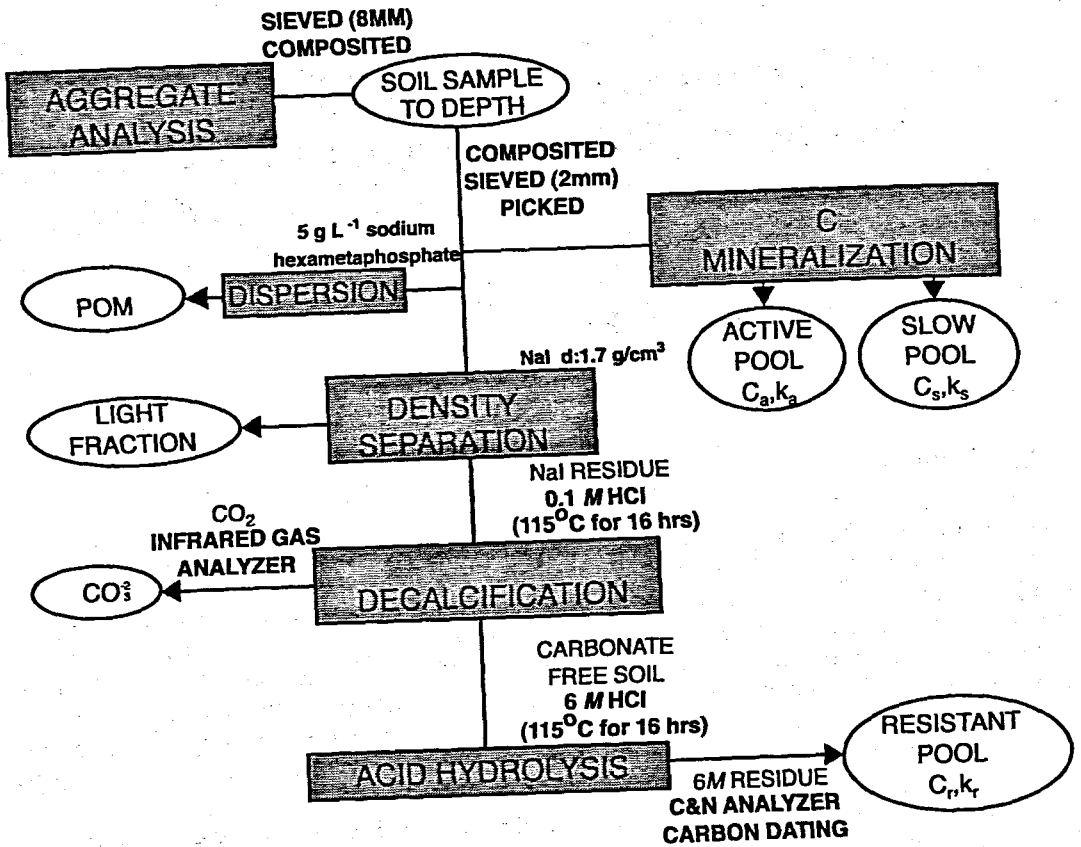 SIEVED (8MM)
COMPOSITED
AGGREGATE
ANALYSIS
SOIL SAMPLE
TO DEPTH
COMPOSITED
SIEVED (2mm)
PICKED
C
MINERALIZATION
5 g L⁻¹ sodium
hexametaphosphate
DISPERSION
POM
ACTIVE
POOL
Cₐ,kₐ
SLOW
POOL
Cₛ,kₛ
NaI d:1.7 g/cm³
DENSITY
SEPARATION
LIGHT
FRACTION
NaI RESIDUE
0.1 M HCl
(115°C for 16 hrs)
CO₂
INFRARED GAS
ANALYZER
CO₃⁻²
DECALCIFICATION
CARBONATE
FREE SOIL
6 M HCl
(115°C for 16 hrs)
ACID HYDROLYSIS
6M RESIDUE
C&N ANALYZER
CARBON DATING
RESISTANT
POOL
Cᵣ,kᵣ